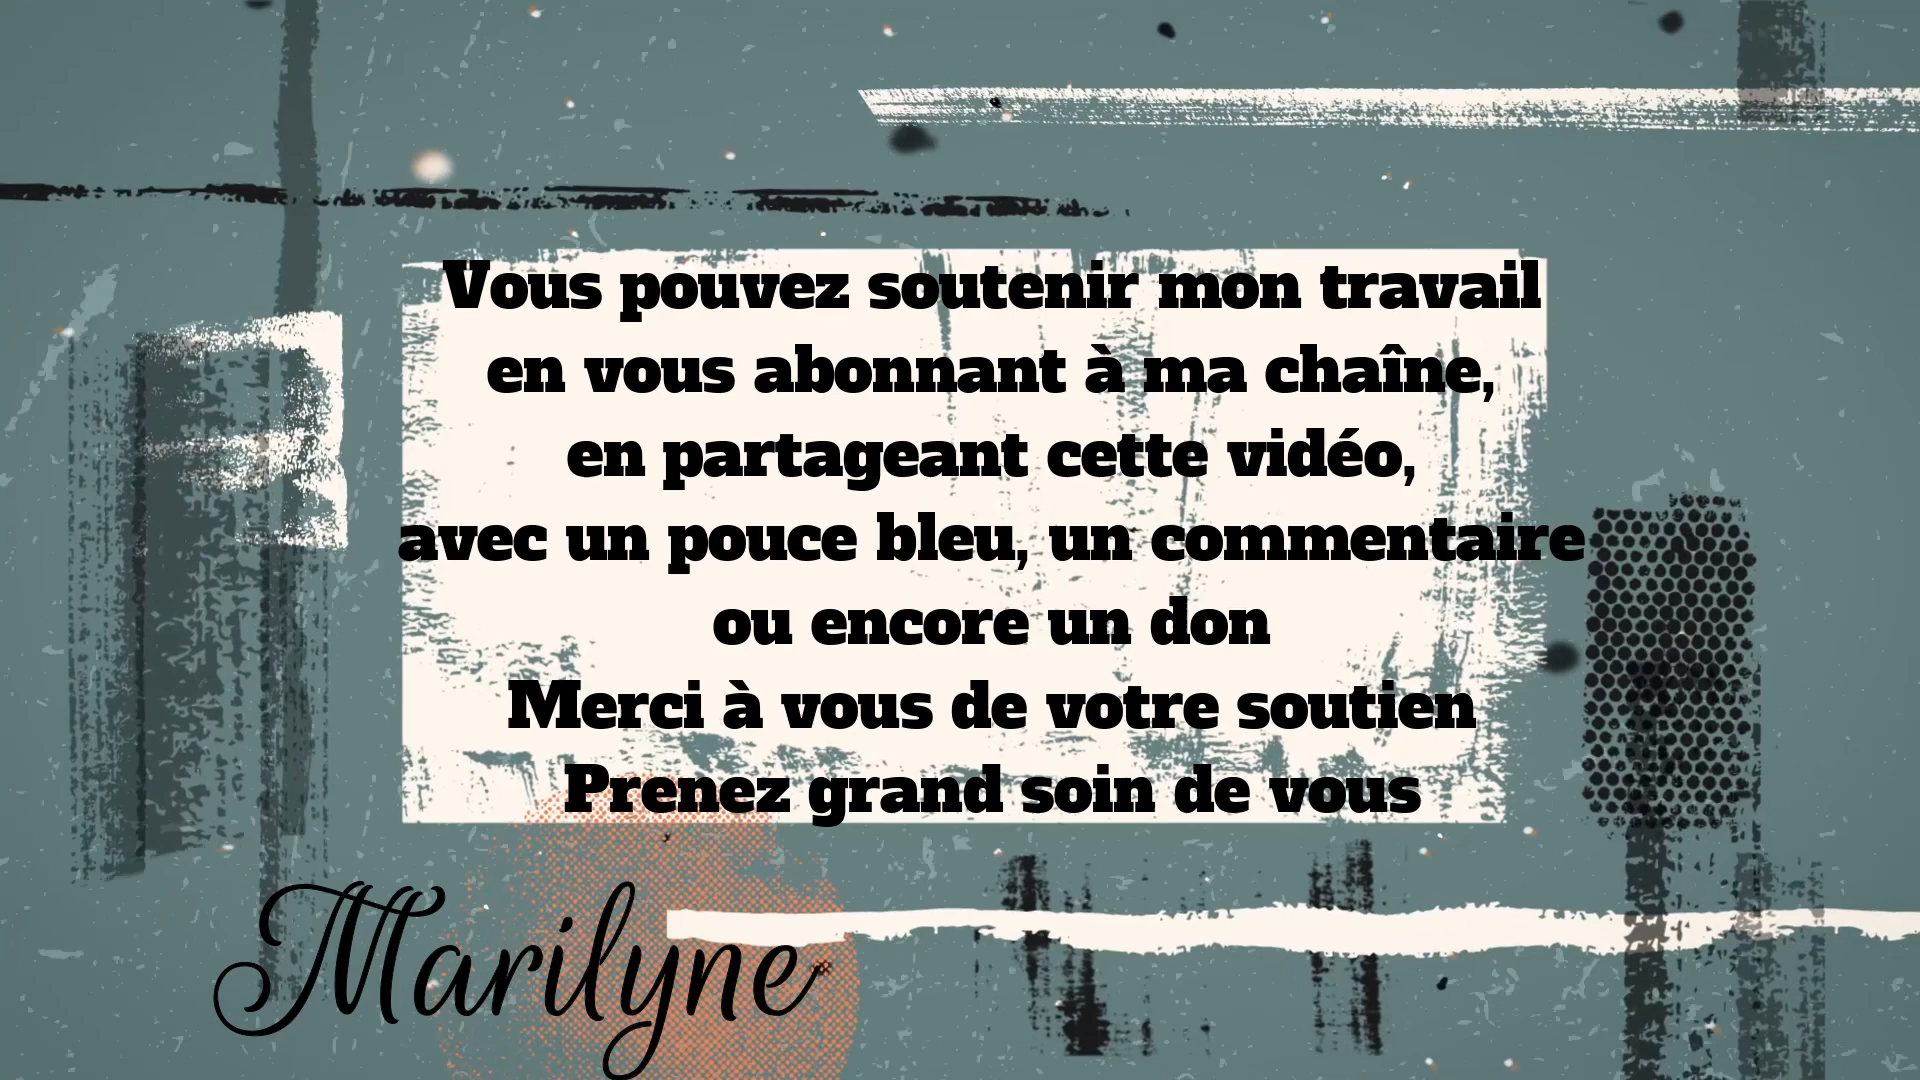 Vous pouvez soutenir mon travail
en vous abonnant à ma chaîne,
en partageant cette vidéo,
avec un pouce bleu, un commentaire
ou encore un don
Merci à vous de votre soutien
Prenez grand soin de vous
Marilyne